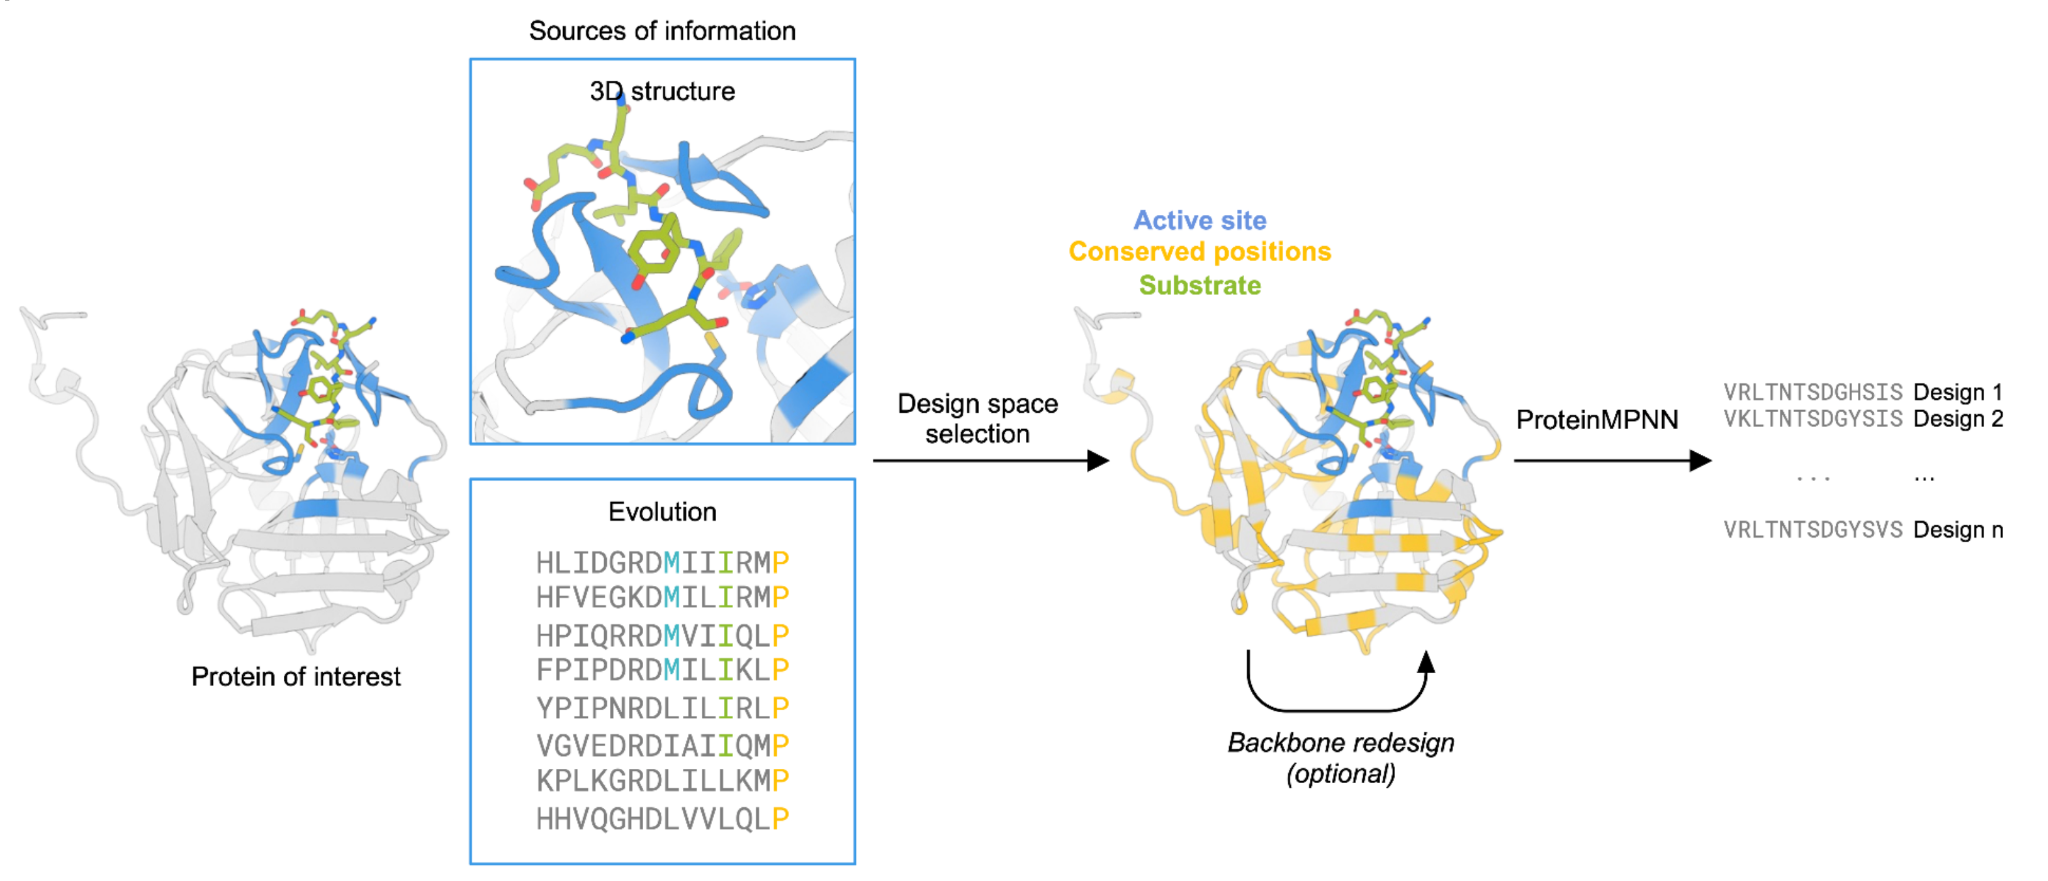 Sources of information
3D structure
Evolution
HLIDGRDMIIIRMP
HFVEGKDMILIRMP
HPIQRRDMVIIQLP
FPIPDRDMILIKLP
YPIPNRDLILIRLP
VGVEDRDIAIIQMP
KPLKGRDLILLKMP
HHVQGHDLVVLQLP
Protein of interest
Design space
selection
Active site
Conserved positions
Substrate
Backbone redesign
(optional)
ProteinMPNN
VRLTNTSDGHSIS Design 1
VKLTNTSDGYSIS Design 2
... ...
VRLTNTSDGYSVS Design n